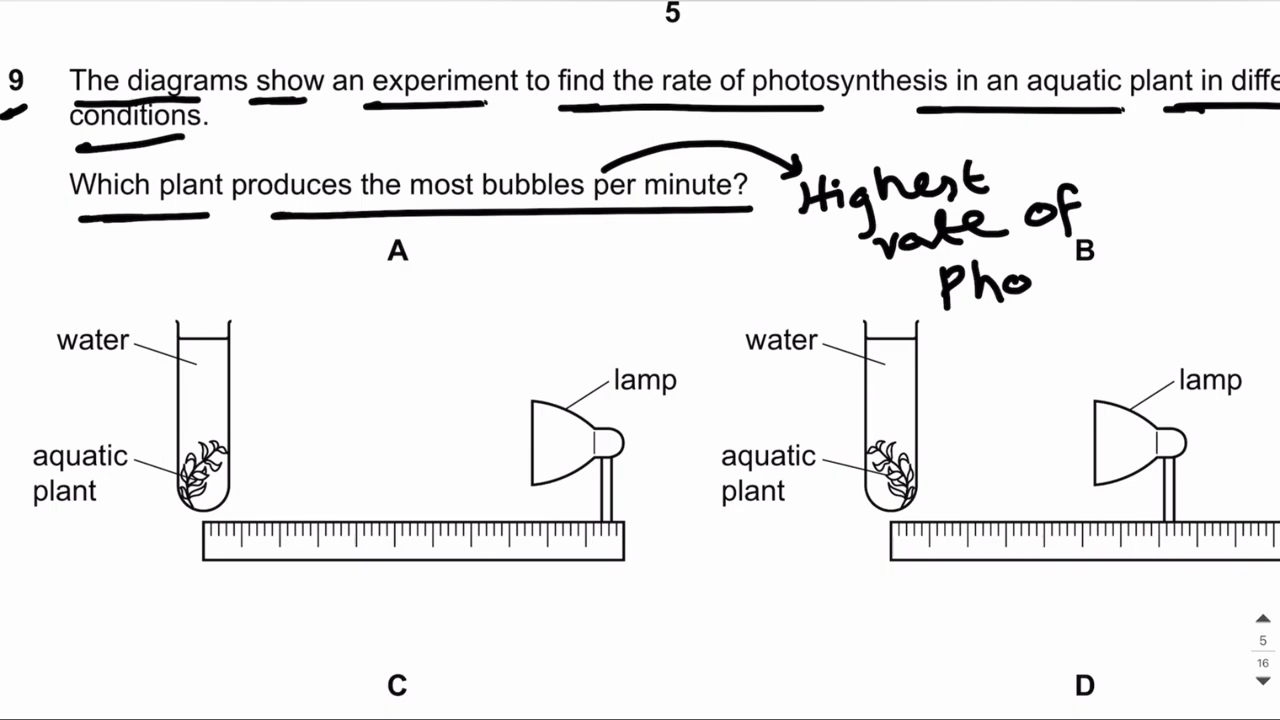 5
9 The diagrams show an experiment to find the rate of photosynthesis in an aquatic plant in diffe
conditions.
Which plant produces the most bubbles per minute?
Highest
rate of
Pho
A
B
water
lamp
aquatic
plant
water
lamp
aquatic
plant
5
16
C
D